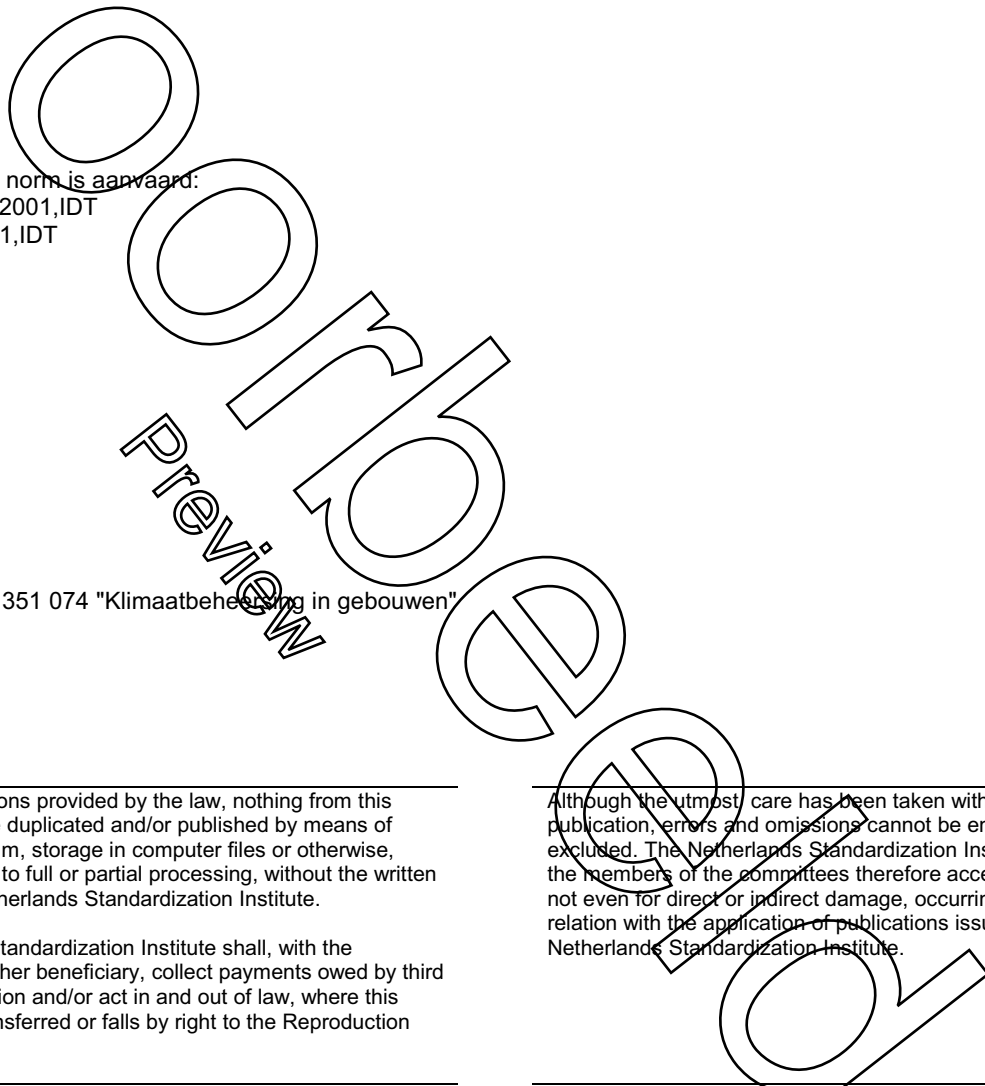 norm is aanvaard:
2001,IDT
1,IDT
oorbeeld
Preview
351 074 "Klimaatbeheersing in gebouwen"
ons provided by the law, nothing from this
duplicated and/or published by means of
m, storage in computer files or otherwise,
to full or partial processing, without the written
herlands Standardization Institute.
tandardization Institute shall, with the
her beneficiary, collect payments owed by third
ion and/or act in and out of law, where this
nsferred or falls by right to the Reproduction
Although the utmost care has been taken with
publication, errors and omissions cannot be en
excluded. The Netherlands Standardization Ins
the members of the committees therefore acce
not even for direct or indirect damage, occurrin
relation with the application of publications issu
Netherlands Standardization Institute.